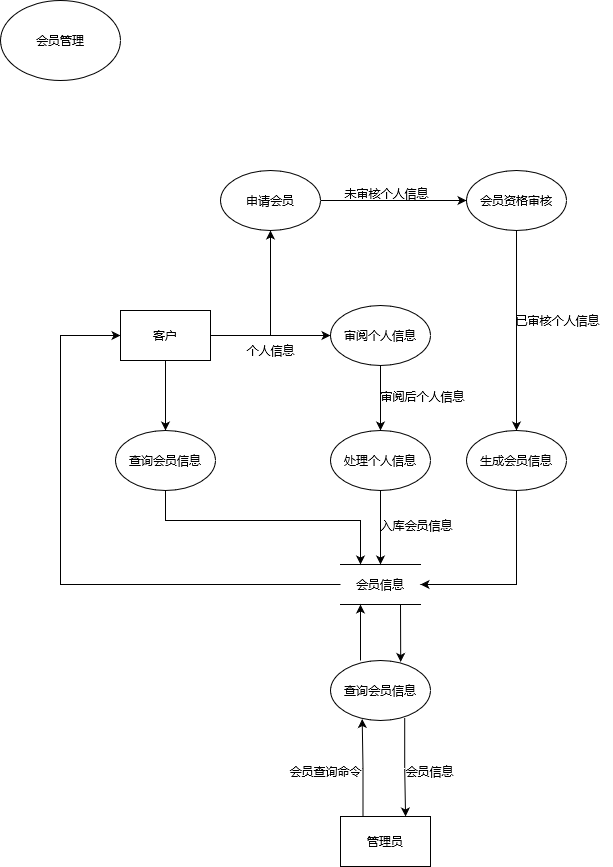 会员管理
申请会员
未审核个人信息
会员资格审核
已审核个人信息
客户
个人信息
审阅个人信息
审阅后个人信息
查询会员信息
处理个人信息
生成会员信息
入库会员信息
会员信息
查询会员信息
会员查询命令
会员信息
管理员